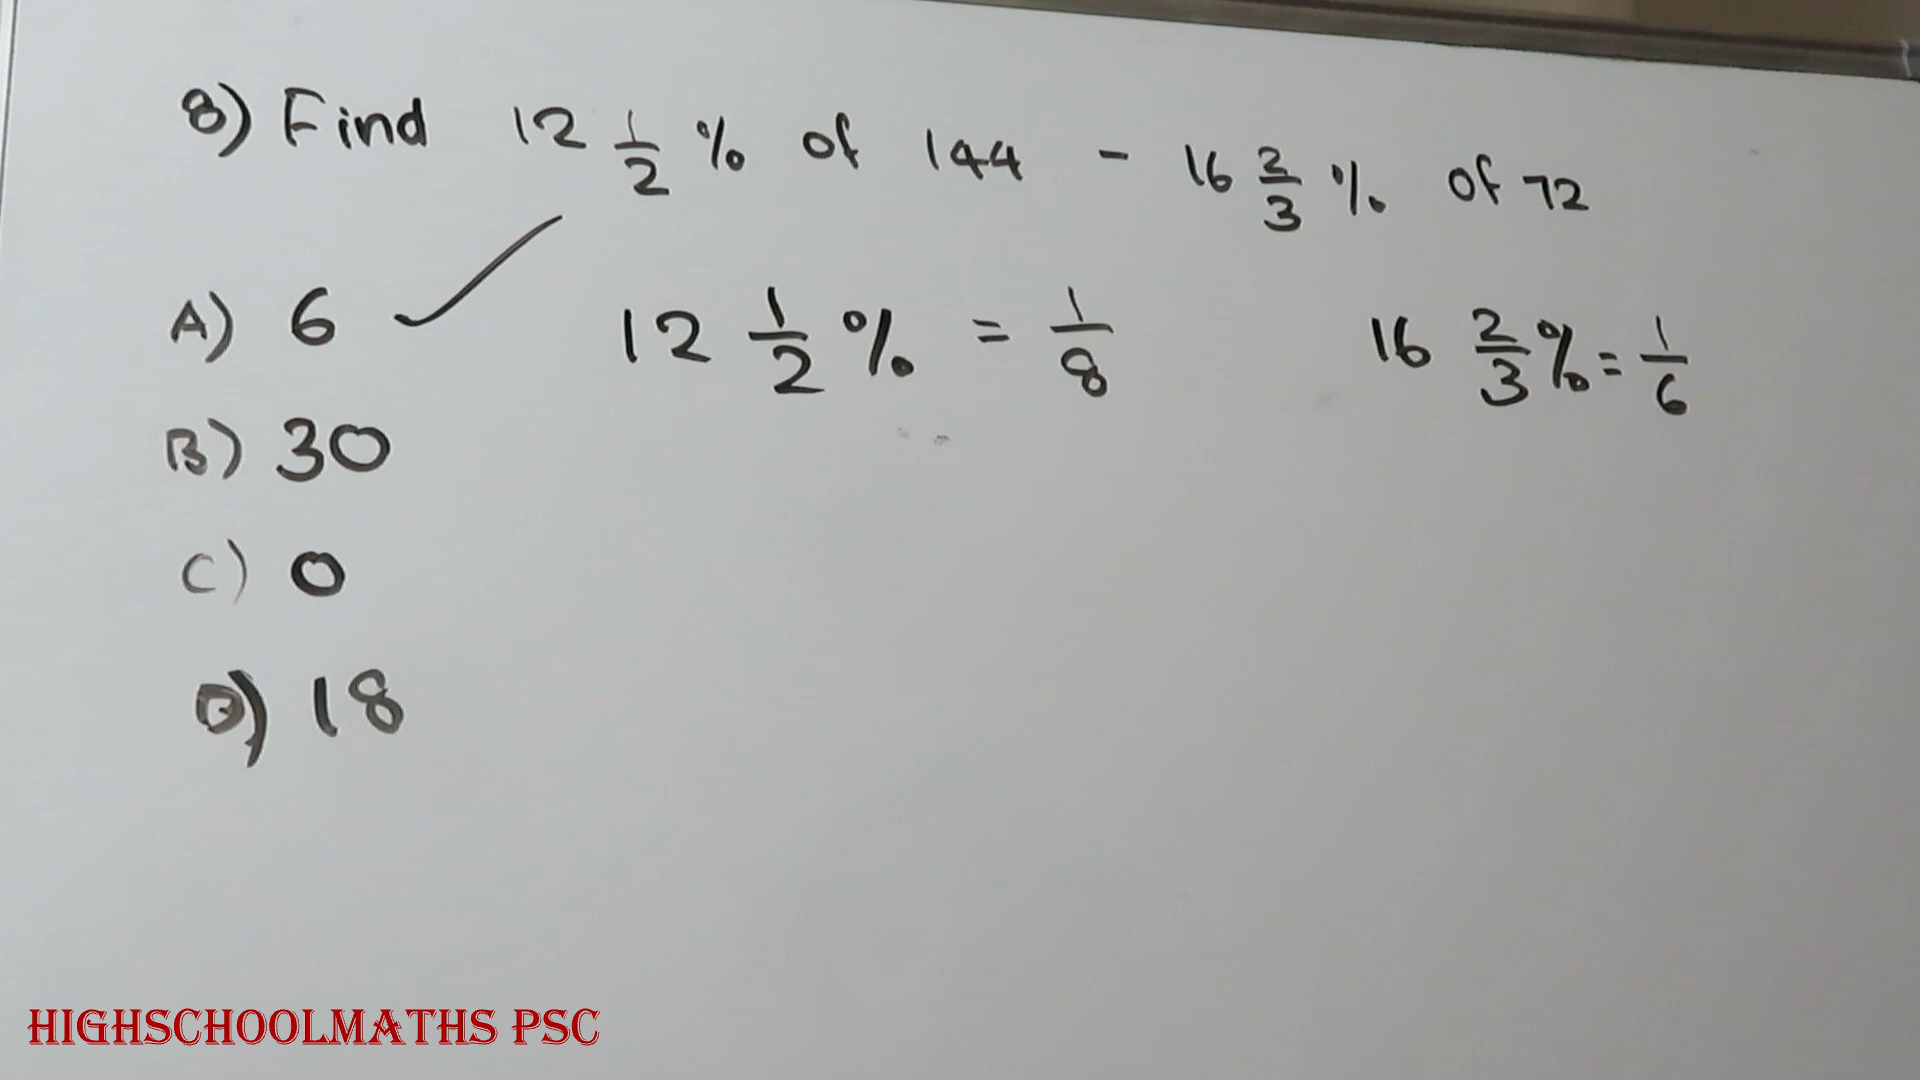 8) Find 12 1/2 % of 144 - 16 2/3 % of 72
A) 6 ✓ 12 1/2 % = 1/8 16 2/3 % = 1/6
B) 30
C) 0
D) 18
HIGHSCHOOLMATHS PSC